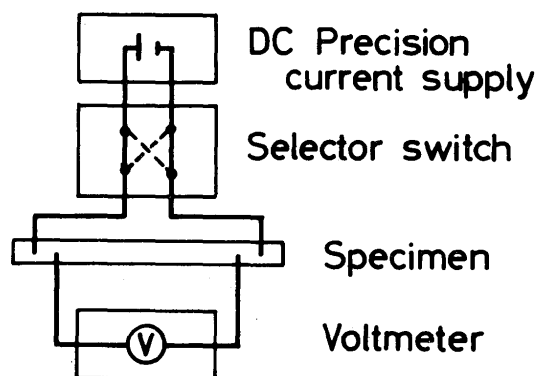 DC Precision
current supply
Selector switch
Specimen
V
Voltmeter